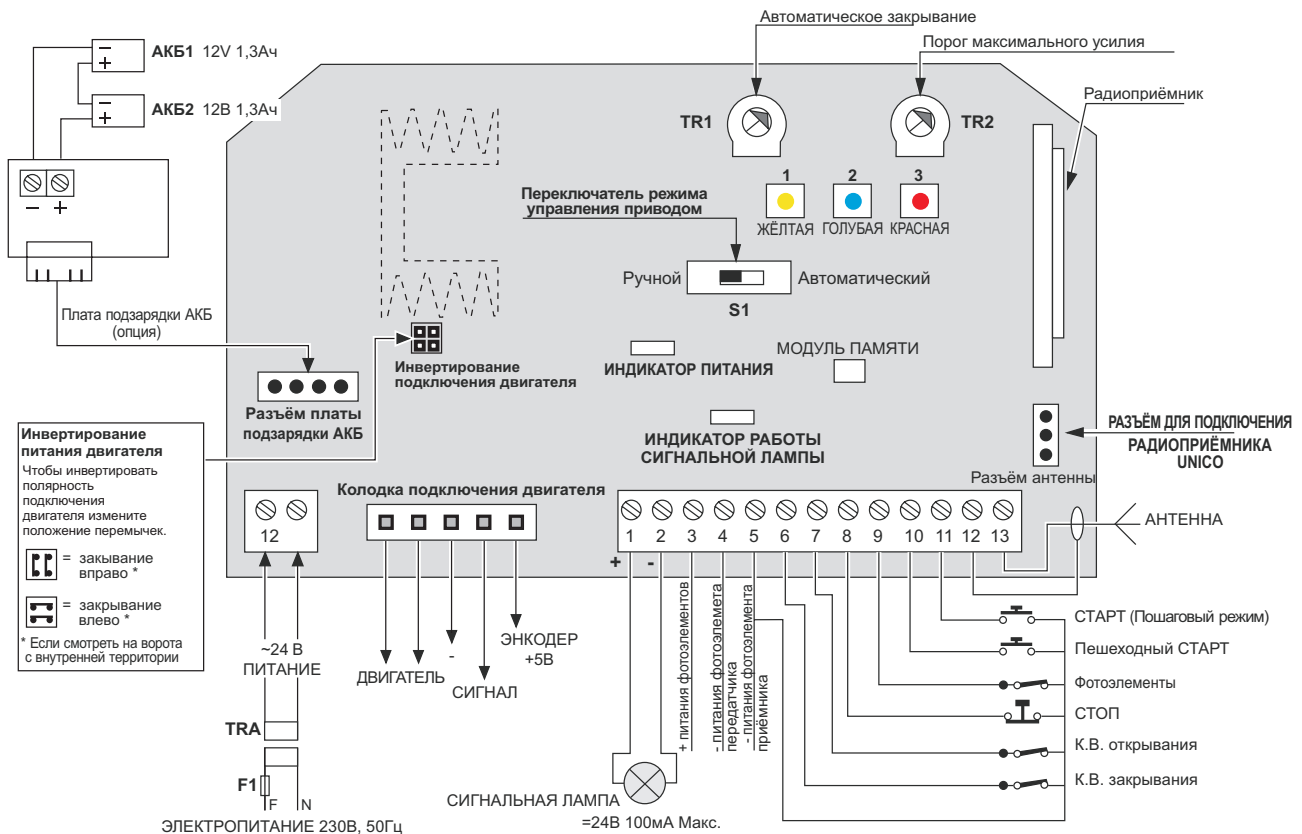 Автоматическое закрывание
Порог максимального усилия
Радиоприёмник
– +
АКБ1 12V 1,3Ач
– +
АКБ2 12В 1,3Ач
– +
TR1
TR2
1 2 3
ЖЁЛТАЯ ГОЛУБАЯ КРАСНАЯ
Переключатель режима
управления приводом
Ручной
Автоматический
S1
Плата подзарядки АКБ
(опция)
Инвертирование
подключения двигателя
ИНДИКАТОР ПИТАНИЯ
МОДУЛЬ ПАМЯТИ
Разъём платы
подзарядки АКБ
ИНДИКАТОР РАБОТЫ
СИГНАЛЬНОЙ ЛАМПЫ
РАЗЪЁМ ДЛЯ ПОДКЛЮЧЕНИЯ
РАДИОПРИЁМНИКА
UNICO
Разъём антенны
Инвертирование
питания двигателя
Чтобы инвертировать
полярность
подключения
двигателя измените
положение перемычек.
= закывание
вправо *
= закрывание
влево *
* Если смотреть на ворота
с внутренней территории
12
Колодка подключения двигателя
1 2 3 4 5 6 7 8 9 10 11 12 13
+ -
АНТЕННА
~24 В
ПИТАНИЕ
ДВИГАТЕЛЬ
-
СИГНАЛ
ЭНКОДЕР
+5В
+ питания фотоэлементов
- питания фотоэлемета
передатчика
- питания фотоэлемента
приёмника
СТАРТ (Пошаговый режим)
Пешеходный СТАРТ
Фотоэлементы
СТОП
К.В. открывания
К.В. закрывания
TRA
F1
F N
ЭЛЕКТРОПИТАНИЕ 230В, 50Гц
СИГНАЛЬНАЯ ЛАМПА
=24В 100мА Макс.